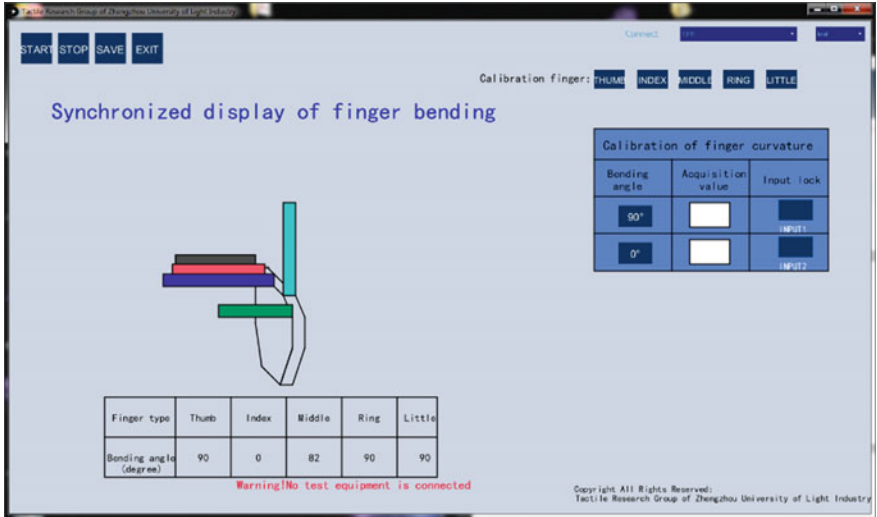 Tactile Research Group of Zhengzhou University of Light Industry
Connect
START STOP SAVE EXIT
Calibration finger: THUMB INDEX MIDDLE RING LITTLE
Synchronized display of finger bending
Calibration of finger curvature
Bending angle Acquisition value Input lock
90°
INPUT1
0°
INPUT2
Finger type Thumb Index Middle Ring Little
Bending angle (degree) 90 0 82 90 90
Warning!No test equipment is connected
Copyright All Rights Reserved:
Tactile Research Group of Zhengzhou University of Light Industry